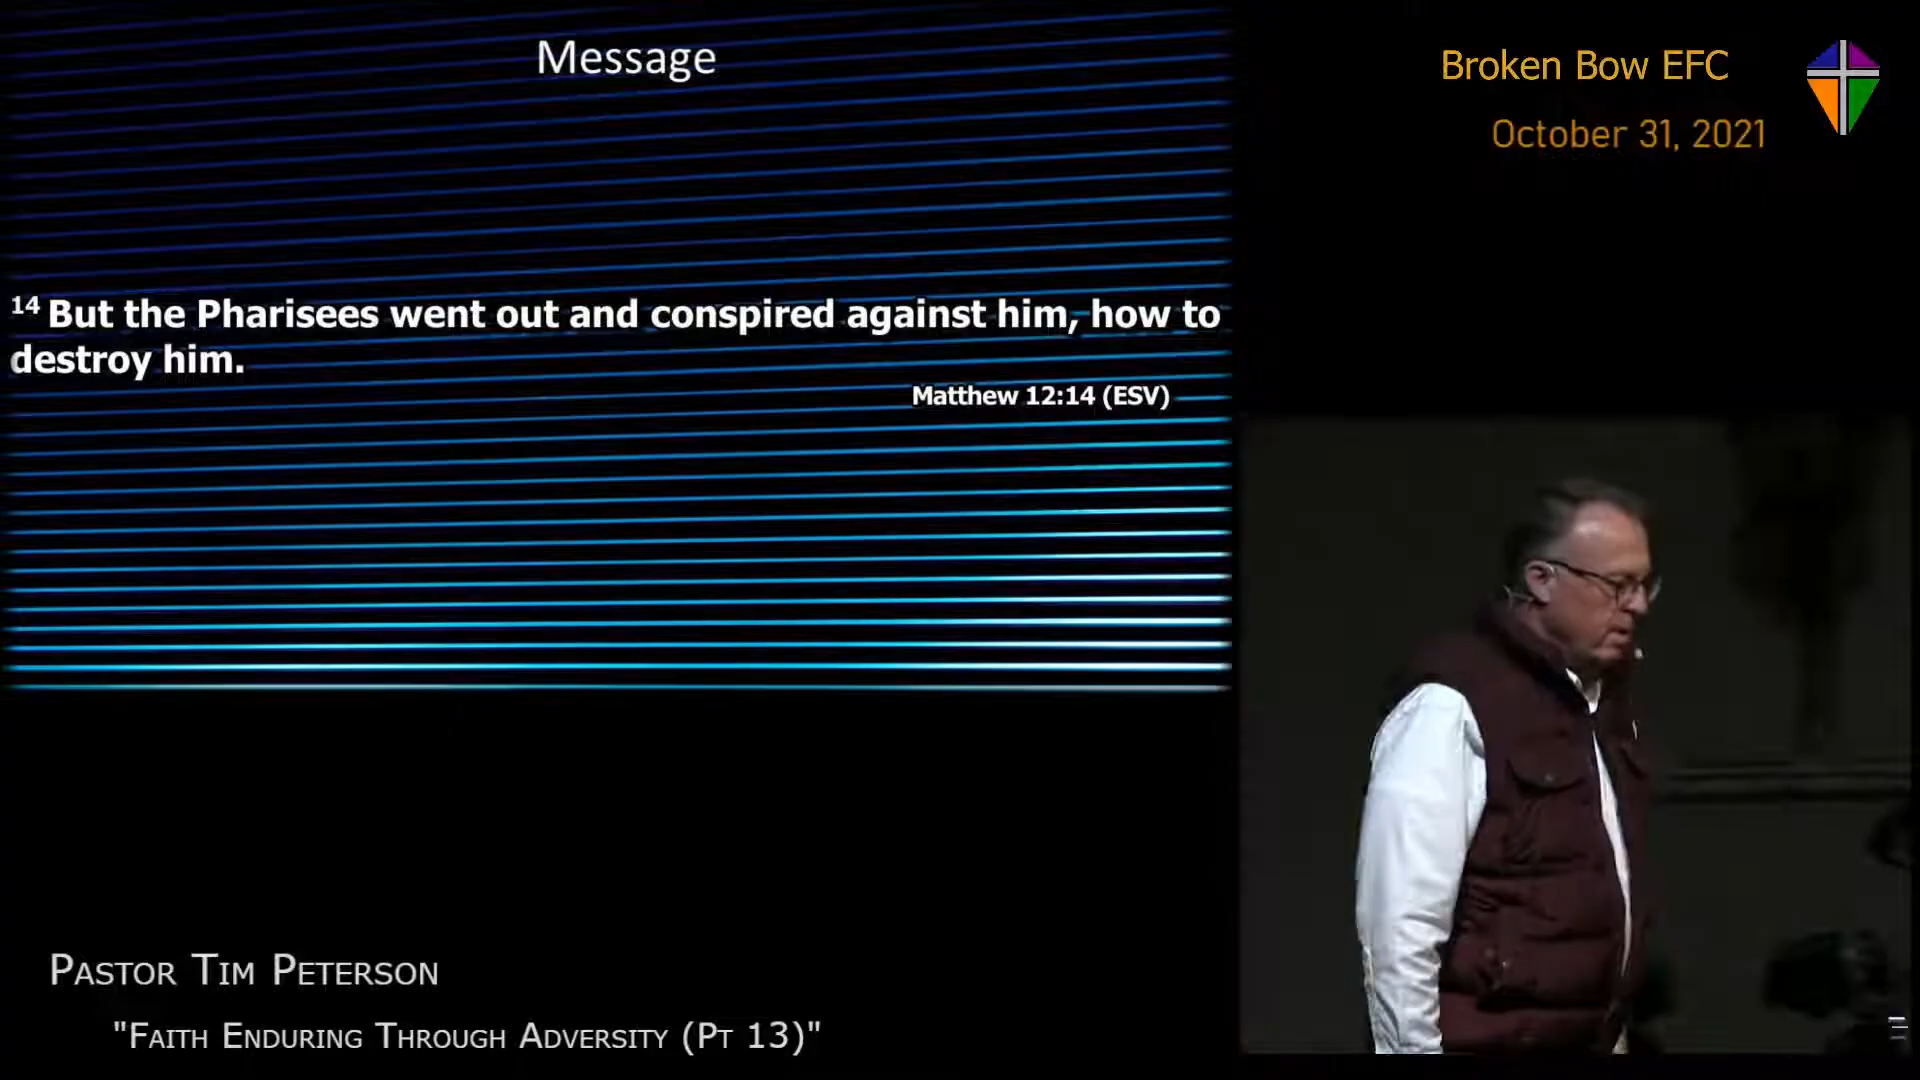 Message
Broken Bow EFC
October 31, 2021
14 But the Pharisees went out and conspired against him, how to
destroy him.
Matthew 12:14 (ESV)
Pastor Tim Peterson
"Faith Enduring Through Adversity (Pt 13)"